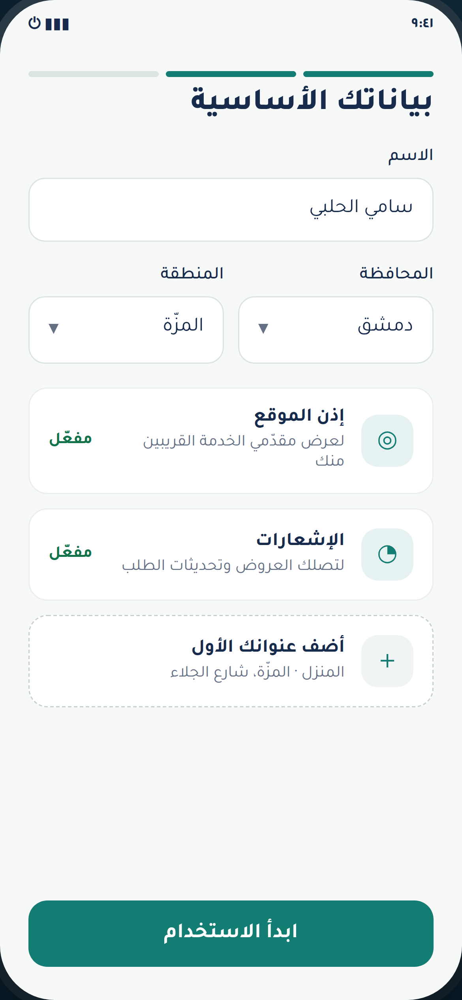 ٩:٤١
بياناتك الأساسية
الاسم
سامي الحلبي
المحافظة
المنطقة
دمشق
المزّة
إذن الموقع
لعرض مقدّمي الخدمة القريبين
منك
مفعّل
الإشعارات
لتصلك العروض وتحديثات الطلب
مفعّل
أضف عنوانك الأول
المنزل · المزّة، شارع الجلاء
ابدأ الاستخدام